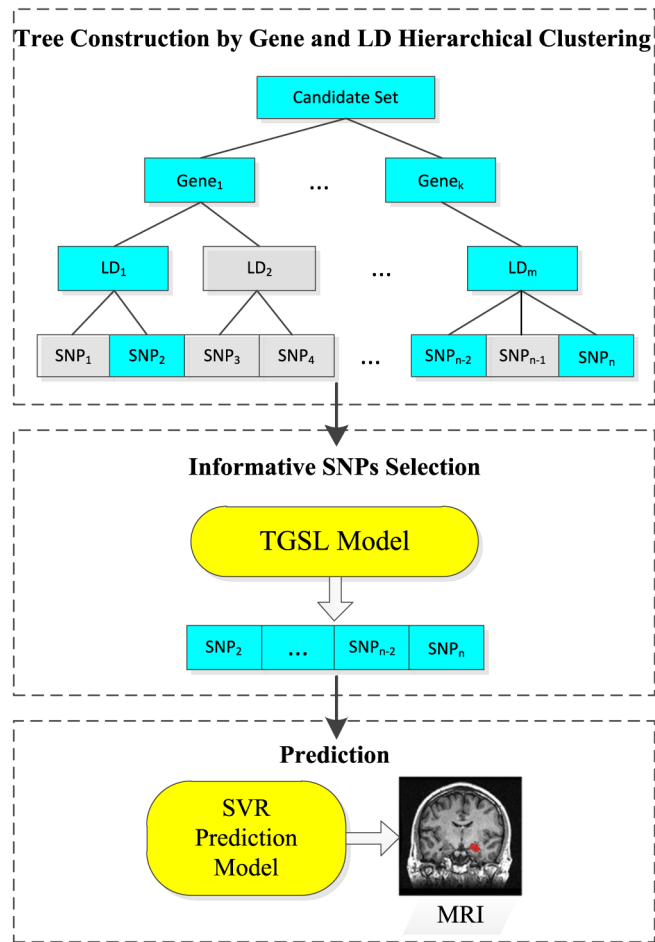 Tree Construction by Gene and LD Hierarchical Clustering
Candidate Set
Gene₁ ... Geneₖ
LD₁ LD₂ ... LDₘ
SNP₁ SNP₂ SNP₃ SNP₄ ... SNPₙ₋₂ SNPₙ₋₁ SNPₙ
Informative SNPs Selection
TGSL Model
SNP₂ ... SNPₙ₋₂ SNPₙ
Prediction
SVR
Prediction
Model
MRI